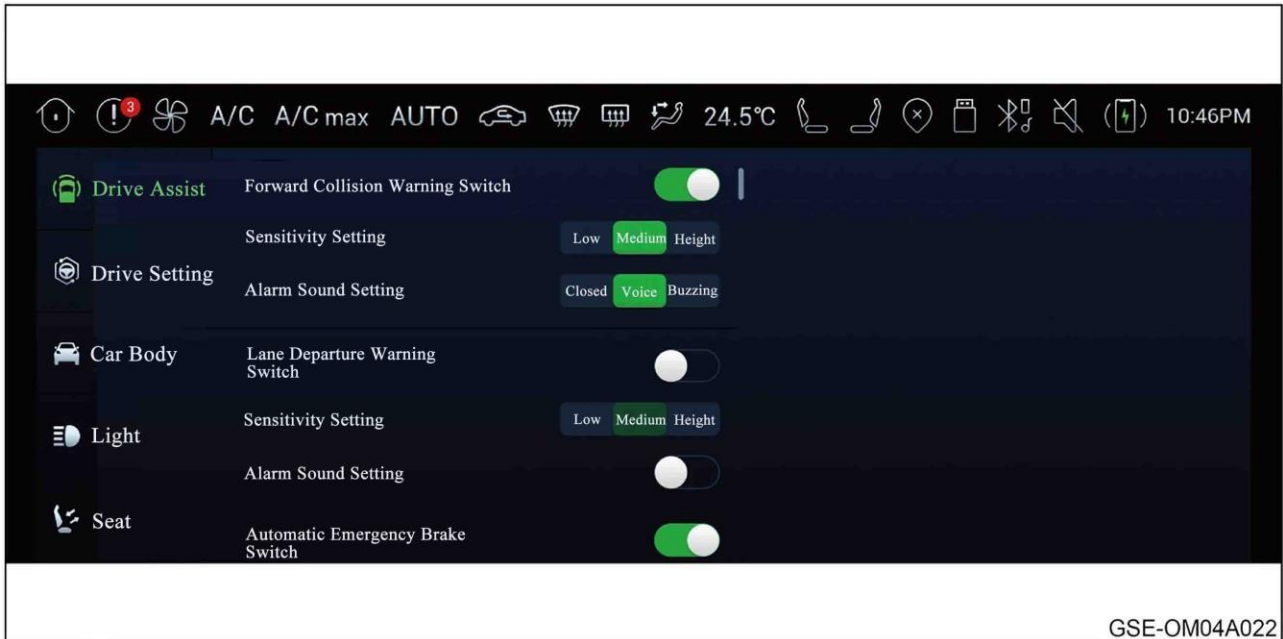 3 A/C A/C max AUTO 24.5℃ 10:46PM
Drive Assist
Drive Setting
Car Body
Light
Seat
Forward Collision Warning Switch
Sensitivity Setting
Low Medium Height
Alarm Sound Setting
Closed Voice Buzzing
Lane Departure Warning
Switch
Sensitivity Setting
Low Medium Height
Alarm Sound Setting
Automatic Emergency Brake
Switch
GSE-OM04A022